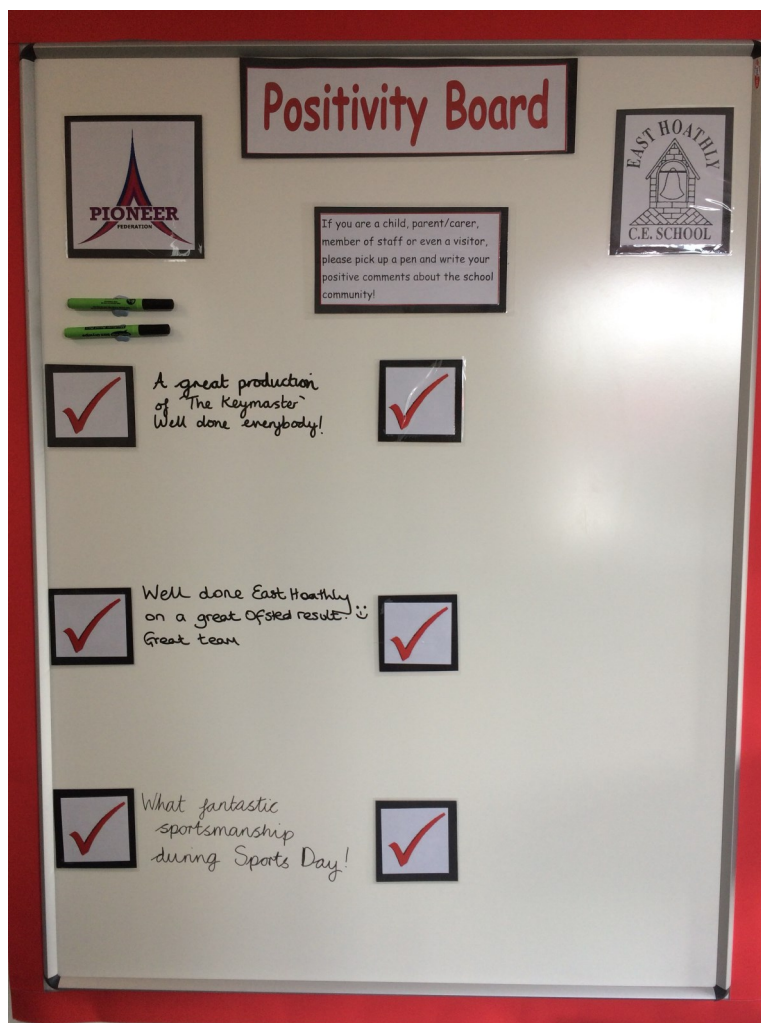 Positivity Board
PIONEER
FEDERATION
EAST HOATHLY
C.E. SCHOOL
If you are a child, parent/carer,
member of staff or even a visitor,
please pick up a pen and write your
positive comments about the school
community!
A great production
of "The Keymaster"
Well done everybody!
Well done East Hoathly
on a great Ofsted result. :)
Great team
What fantastic
sportsmanship
during Sports Day!